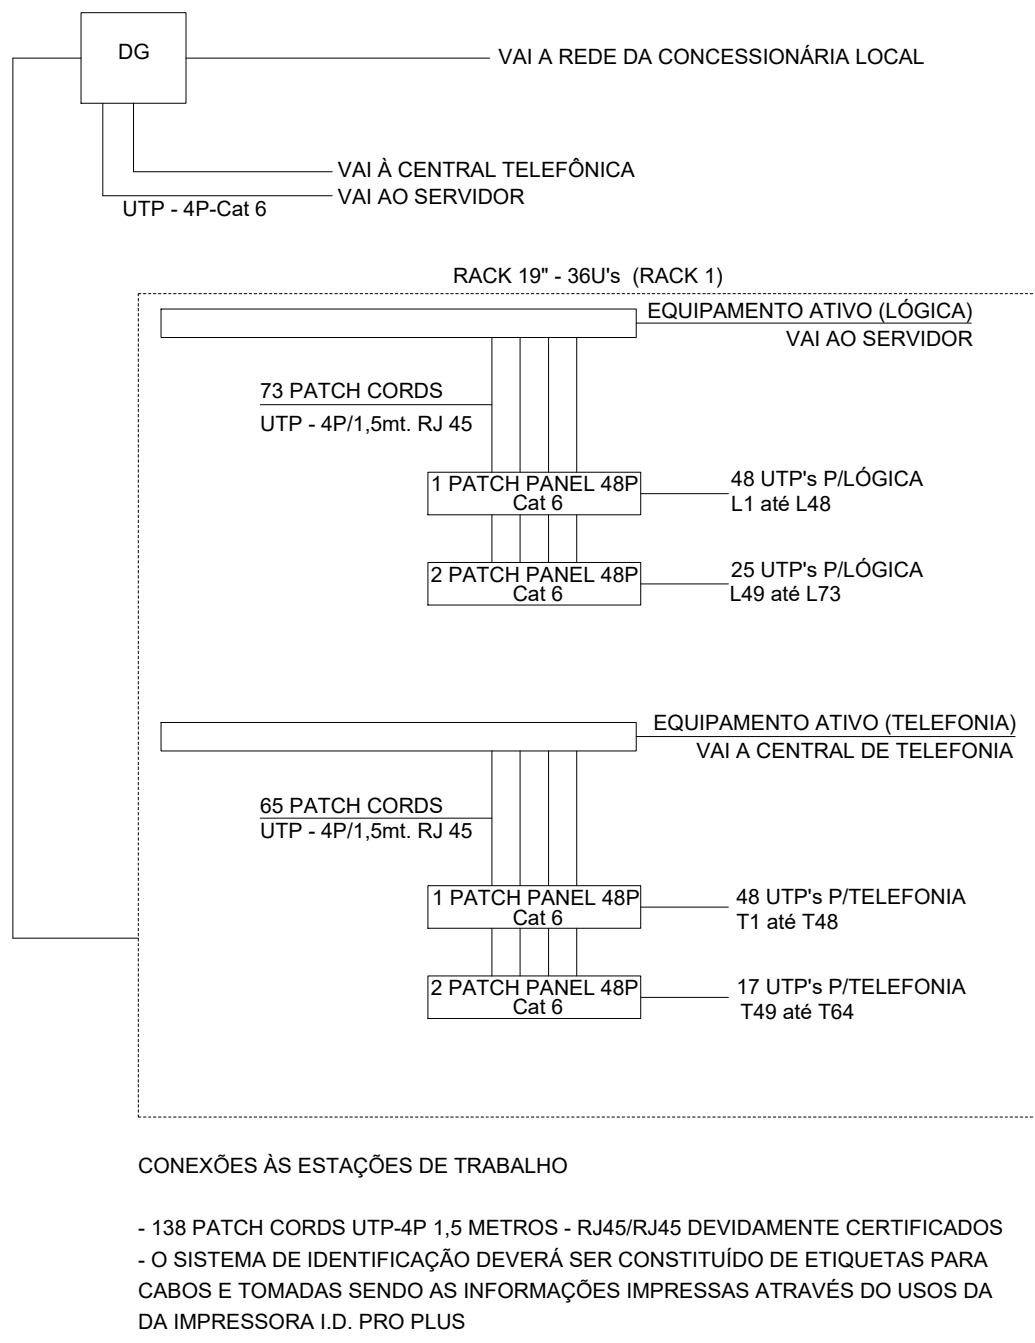 DG
VAI A REDE DA CONCESSIONÁRIA LOCAL
VAI À CENTRAL TELEFÔNICA
VAI AO SERVIDOR
UTP - 4P-Cat 6
RACK 19" - 36U's (RACK 1)
EQUIPAMENTO ATIVO (LÓGICA)
VAI AO SERVIDOR
73 PATCH CORDS
UTP - 4P/1,5mt. RJ 45
1 PATCH PANEL 48P
Cat 6
48 UTP's P/LÓGICA
L1 até L48
2 PATCH PANEL 48P
Cat 6
25 UTP's P/LÓGICA
L49 até L73
EQUIPAMENTO ATIVO (TELEFONIA)
VAI A CENTRAL DE TELEFONIA
65 PATCH CORDS
UTP - 4P/1,5mt. RJ 45
1 PATCH PANEL 48P
Cat 6
48 UTP's P/TELEFONIA
T1 até T48
2 PATCH PANEL 48P
Cat 6
17 UTP's P/TELEFONIA
T49 até T64
CONEXÕES ÀS ESTAÇÕES DE TRABALHO
- 138 PATCH CORDS UTP-4P 1,5 METROS - RJ45/RJ45 DEVIDAMENTE CERTIFICADOS
- O SISTEMA DE IDENTIFICAÇÃO DEVERÁ SER CONSTITUÍDO DE ETIQUETAS PARA
CABOS E TOMADAS SENDO AS INFORMAÇÕES IMPRESSAS ATRAVÉS DO USOS DA
DA IMPRESSORA I.D. PRO PLUS